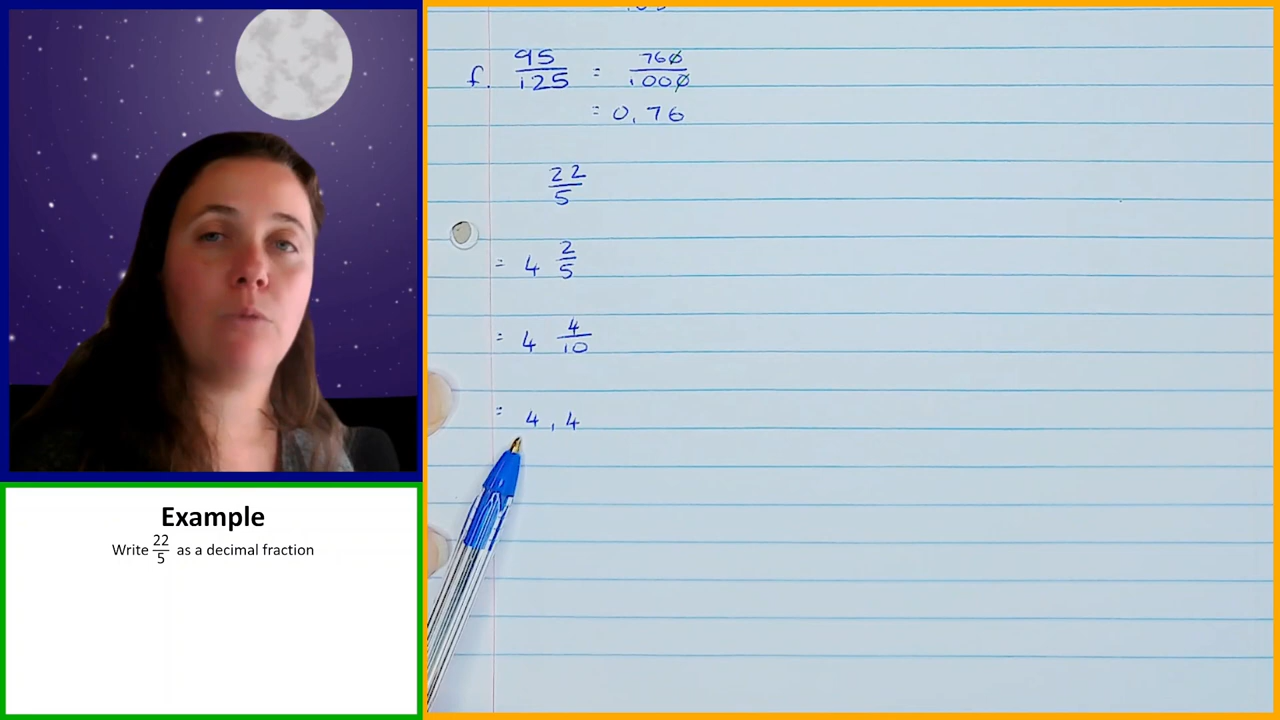 f. 95/125 = 760/1000
= 0,76
22/5
= 4 2/5
= 4 4/10
= 4,4
Example
Write 22/5 as a decimal fraction